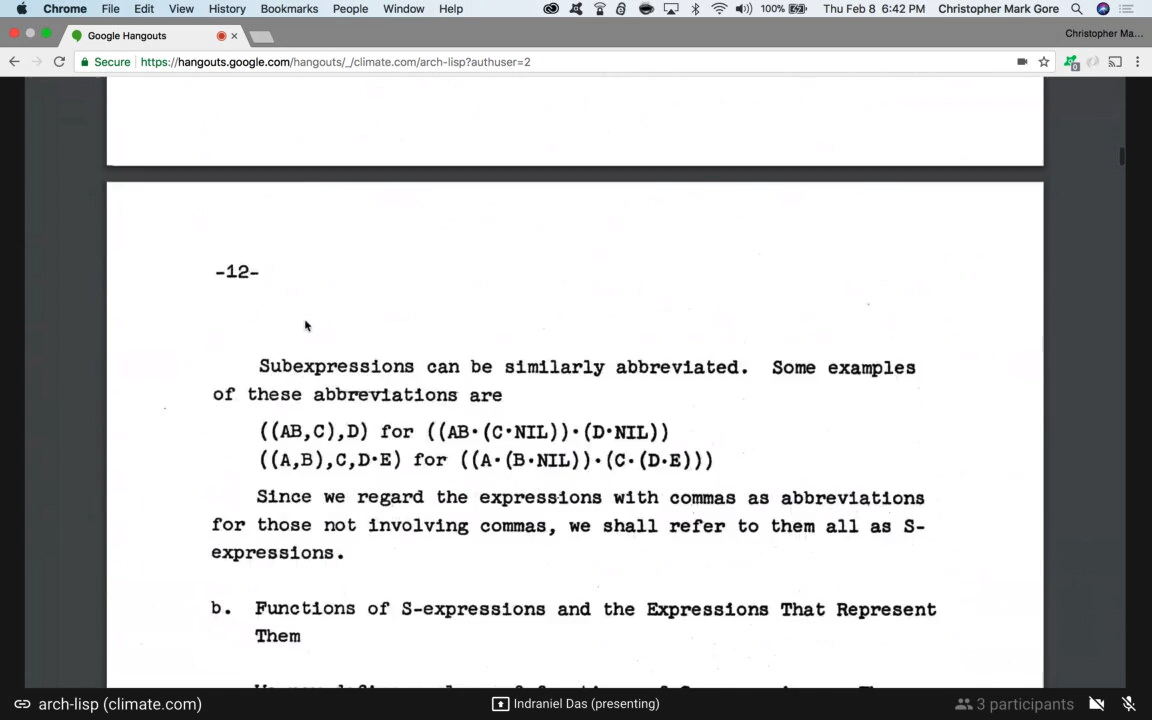 Chrome File Edit View History Bookmarks People Window Help 100% Thu Feb 8 6:42 PM Christopher Mark Gore
Google Hangouts Christopher Ma...
Secure https://hangouts.google.com/hangouts/_/climate.com/arch-lisp?authuser=2
-12-
Subexpressions can be similarly abbreviated. Some examples
of these abbreviations are
((AB,C),D) for ((AB·(C·NIL))·(D·NIL))
((A,B),C,D·E) for ((A·(B·NIL))·(C·(D·E)))
Since we regard the expressions with commas as abbreviations
for those not involving commas, we shall refer to them all as S-
expressions.
b. Functions of S-expressions and the Expressions That Represent
Them
arch-lisp (climate.com) Indraniel Das (presenting) 3 participants